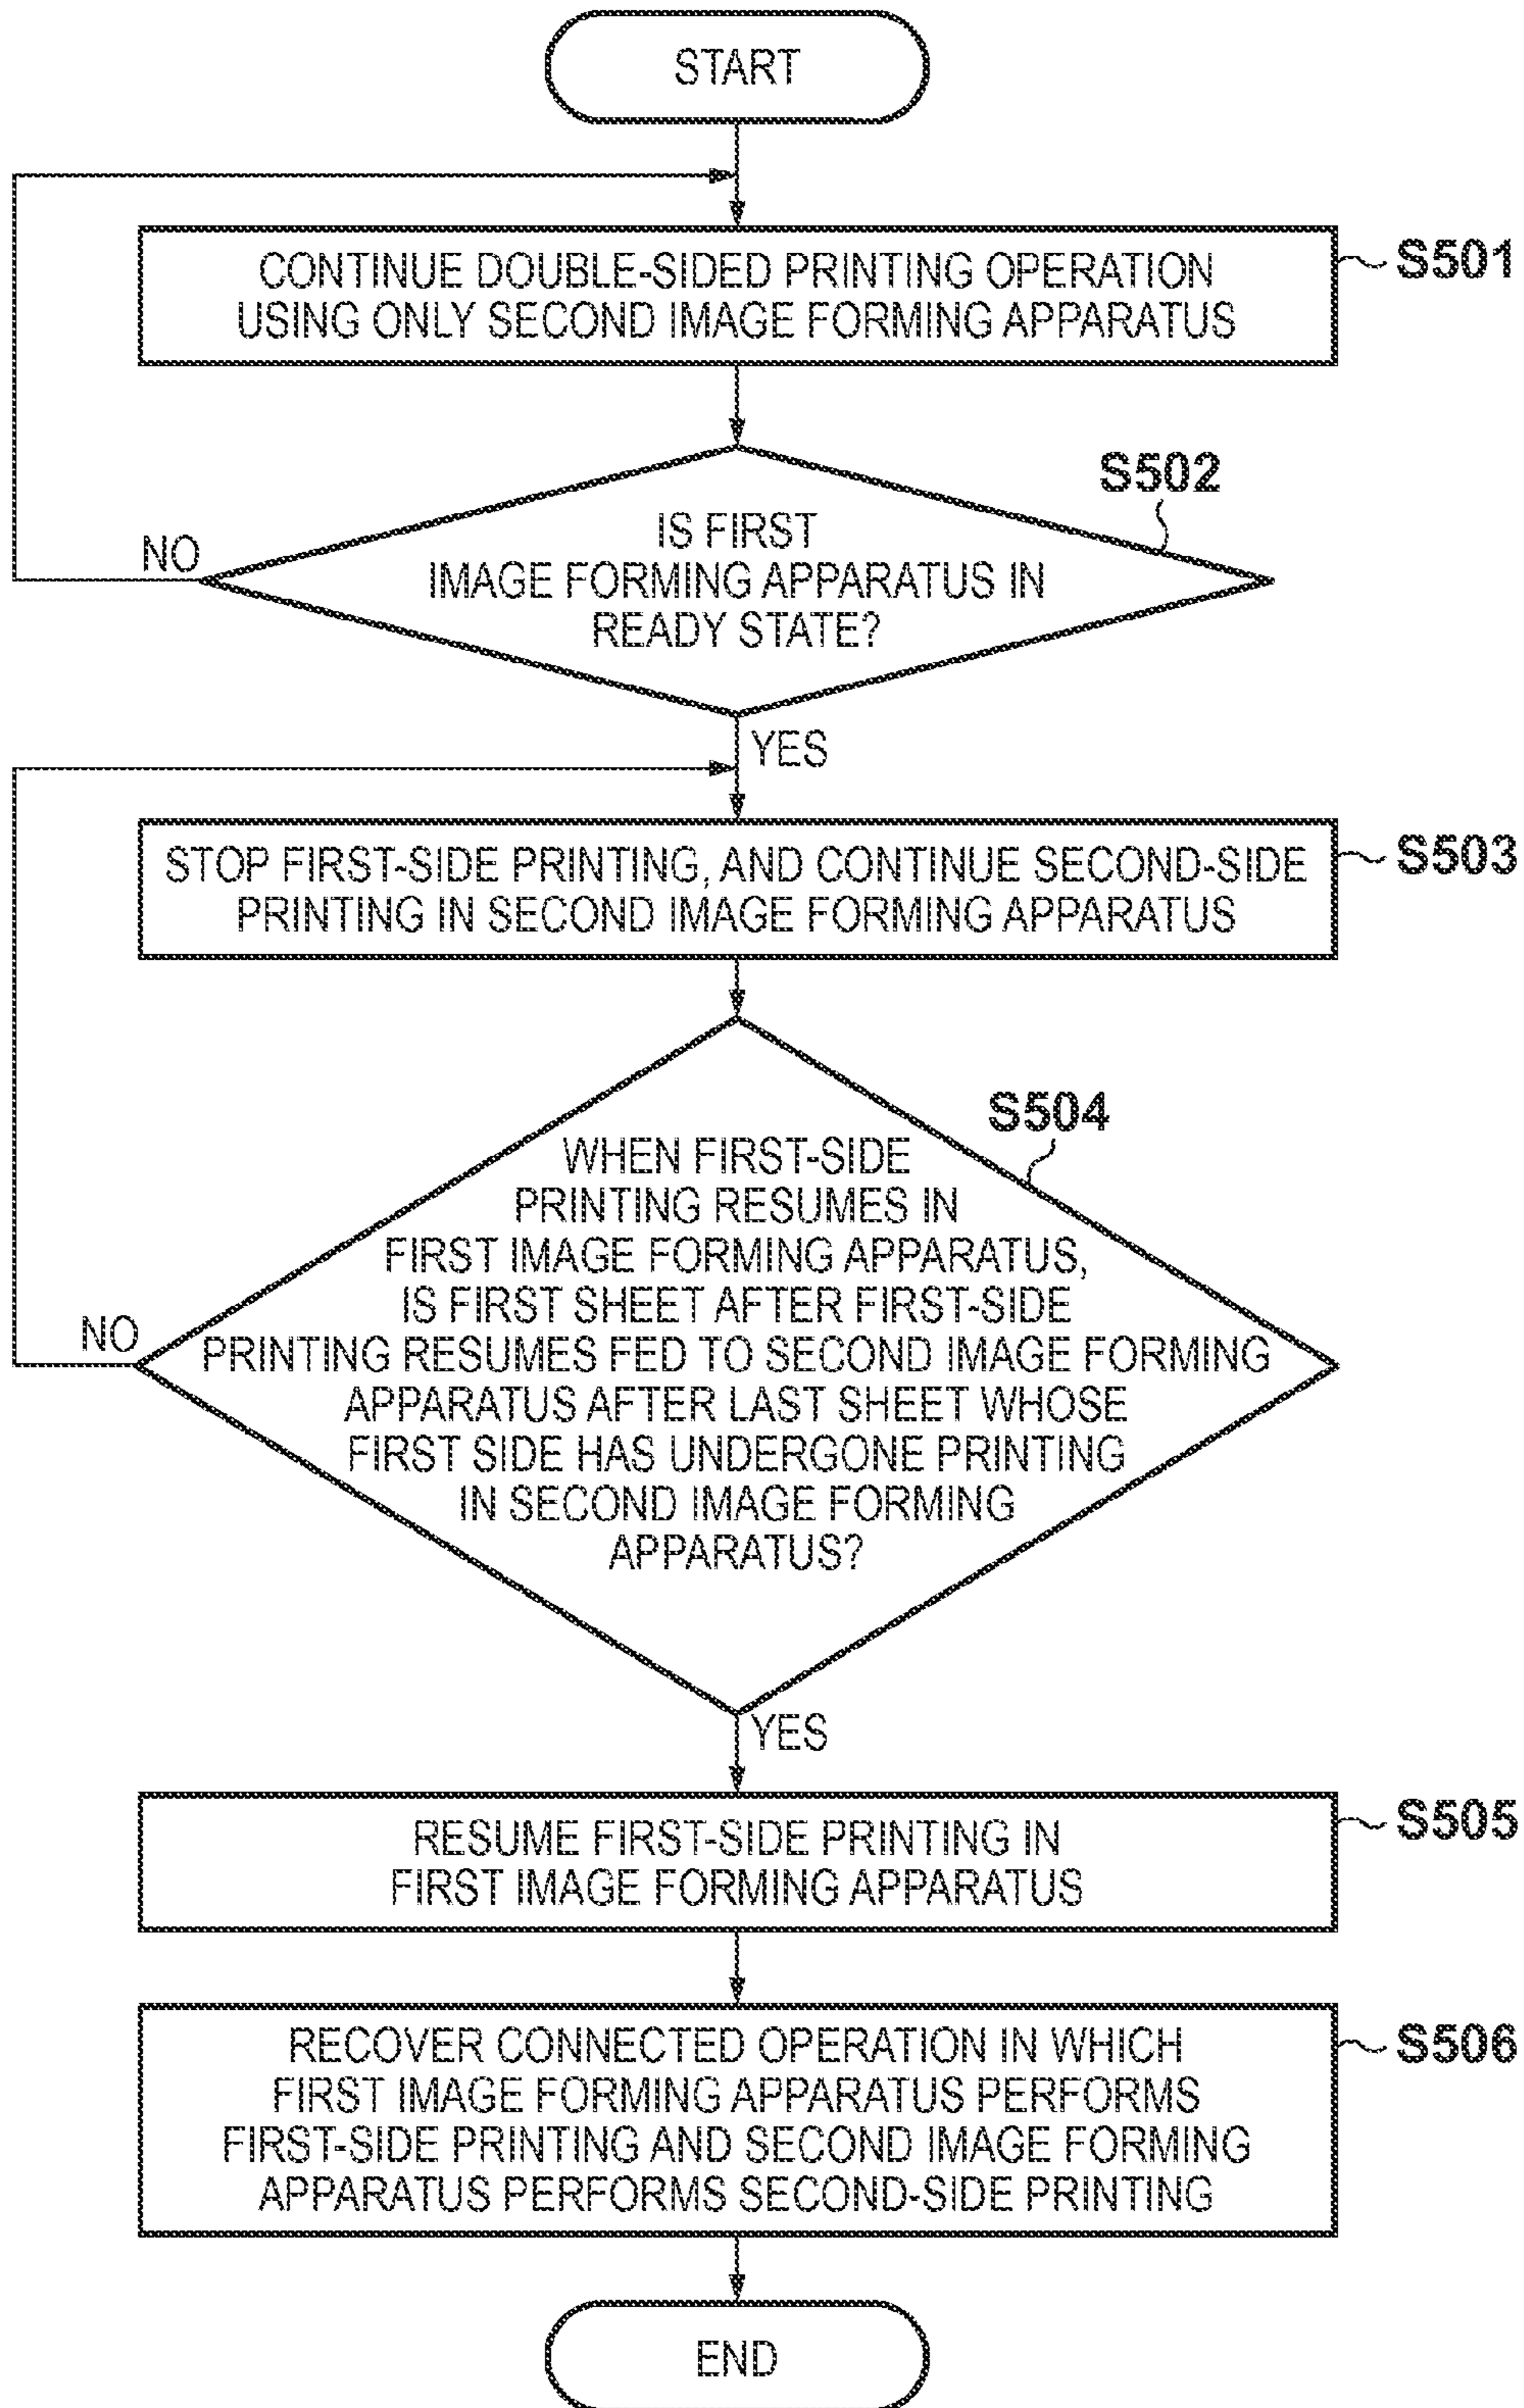 START
CONTINUE DOUBLE-SIDED PRINTING OPERATION
USING ONLY SECOND IMAGE FORMING APPARATUS
S501
S502
IS FIRST
IMAGE FORMING APPARATUS IN
READY STATE?
NO
YES
STOP FIRST-SIDE PRINTING, AND CONTINUE SECOND-SIDE
PRINTING IN SECOND IMAGE FORMING APPARATUS
S503
S504
WHEN FIRST-SIDE
PRINTING RESUMES IN
FIRST IMAGE FORMING APPARATUS,
IS FIRST SHEET AFTER FIRST-SIDE
PRINTING RESUMES FED TO SECOND IMAGE FORMING
APPARATUS AFTER LAST SHEET WHOSE
FIRST SIDE HAS UNDERGONE PRINTING
IN SECOND IMAGE FORMING
APPARATUS?
NO
YES
RESUME FIRST-SIDE PRINTING IN
FIRST IMAGE FORMING APPARATUS
S505
RECOVER CONNECTED OPERATION IN WHICH
FIRST IMAGE FORMING APPARATUS PERFORMS
FIRST-SIDE PRINTING AND SECOND IMAGE FORMING
APPARATUS PERFORMS SECOND-SIDE PRINTING
S506
END